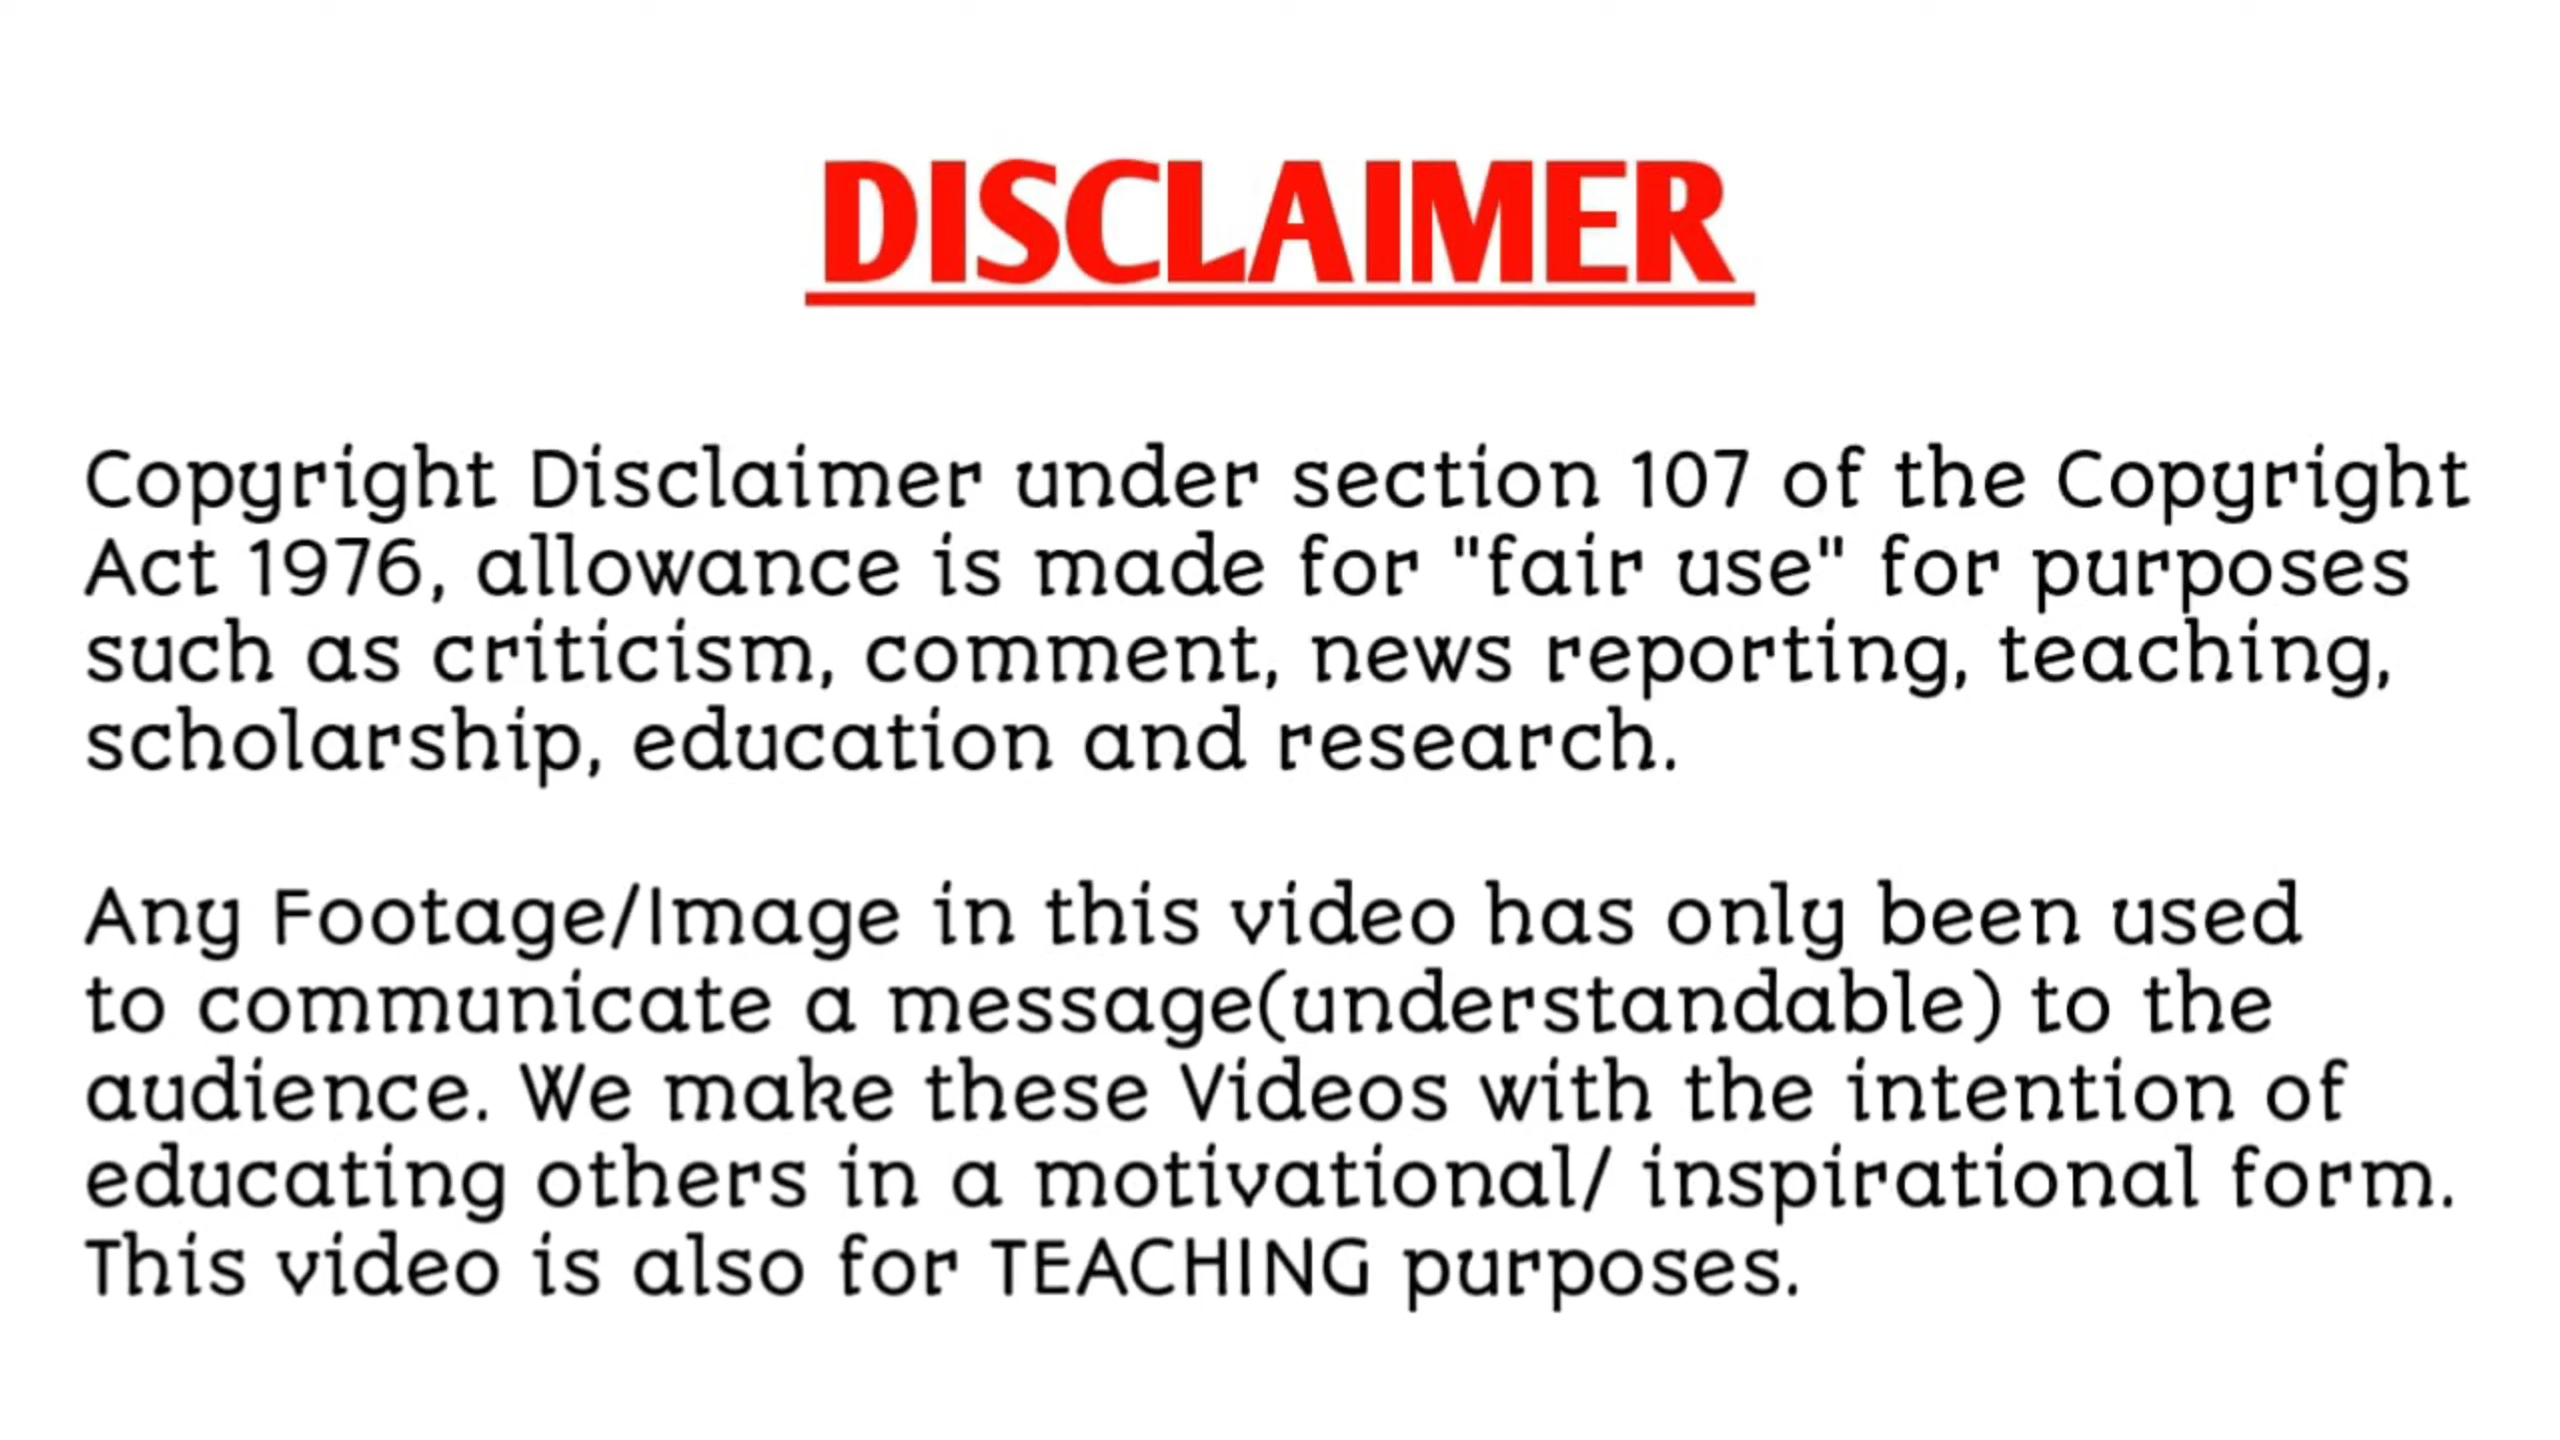 DISCLAIMER
Copyright Disclaimer under section 107 of the Copyright
Act 1976, allowance is made for "fair use" for purposes
such as criticism, comment, news reporting, teaching,
scholarship, education and research.
Any Footage/Image in this video has only been used
to communicate a message(understandable) to the
audience. We make these Videos with the intention of
educating others in a motivational/ inspirational form.
This video is also for TEACHING purposes.